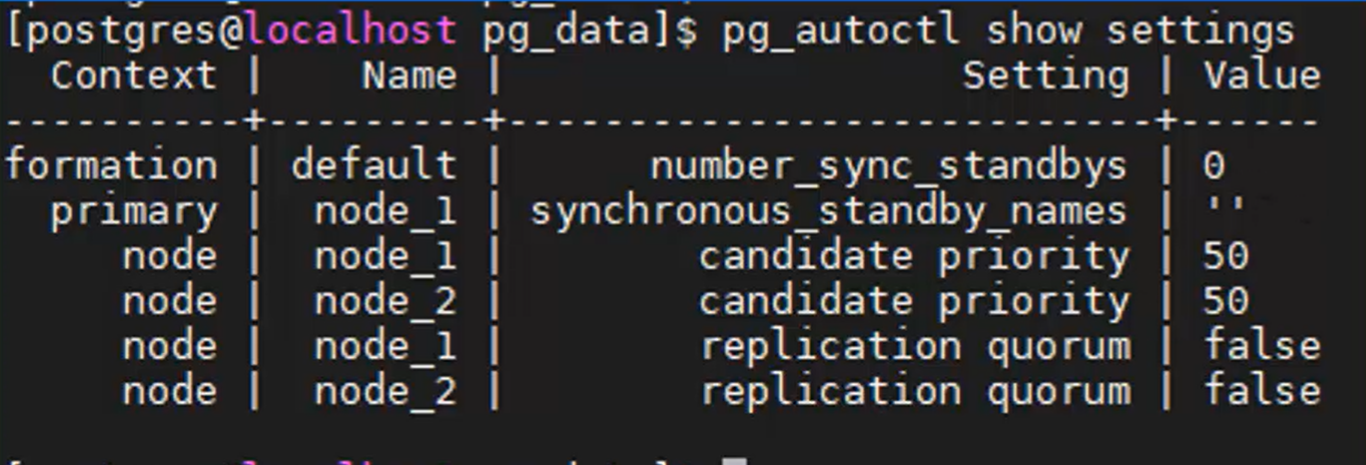 [postgres@localhost pg_data]$ pg_autoctl show settings
  Context |    Name |                   Setting | Value
----------+---------+---------------------------+------
formation | default |      number_sync_standbys | 0
  primary |  node_1 | synchronous_standby_names | ''
     node |  node_1 |        candidate priority | 50
     node |  node_2 |        candidate priority | 50
     node |  node_1 |        replication quorum | false
     node |  node_2 |        replication quorum | false